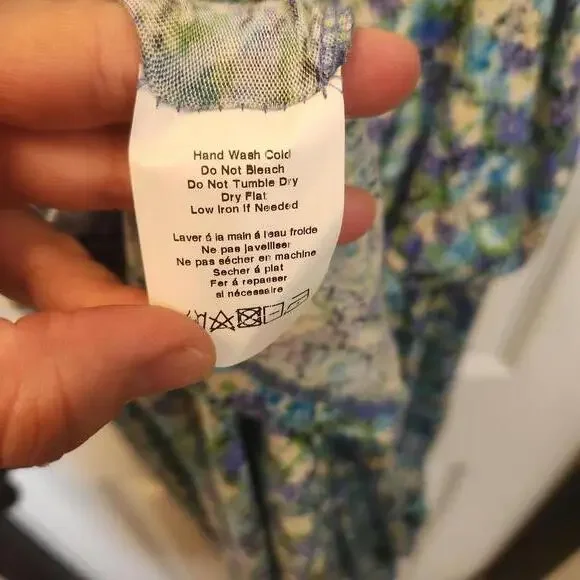 Hand Wash Cold
Do Not Bleach
Do Not Tumble Dry
Dry Flat
Low Iron If Needed
Laver á la main á leau froide
Ne pas javelliser
Ne pas sécher en machine
Secher á plat
Fer á repasser
si nécessaire